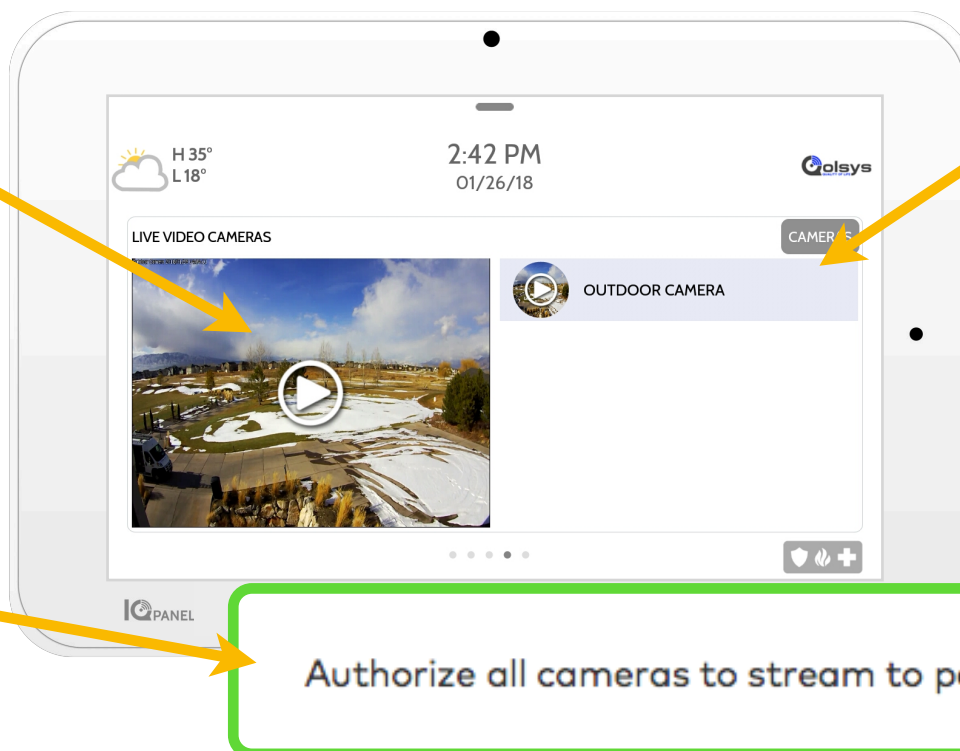 H 35°
L 18°
2:42 PM
01/26/18
Qolsys
LIVE VIDEO CAMERAS
CAMERAS
OUTDOOR CAMERA
IQ PANEL
Authorize all cameras to stream to p